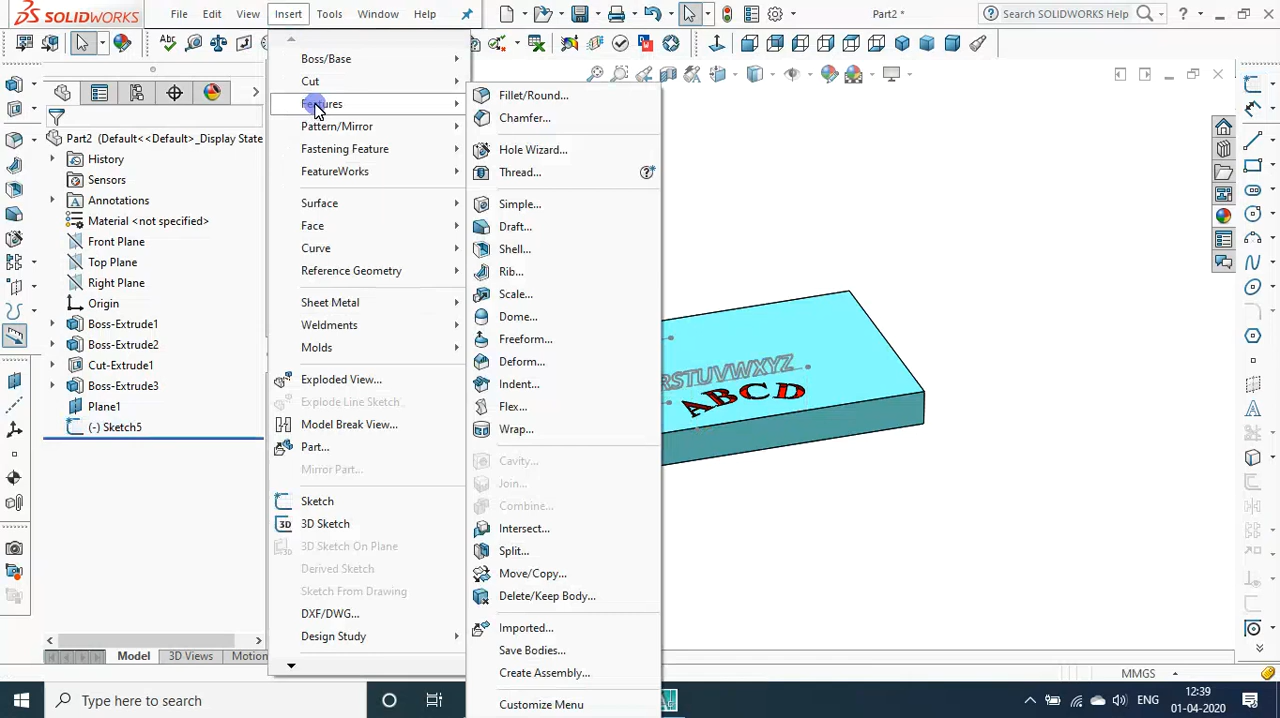 SOLIDWORKS
File Edit View Insert Tools Window Help
Part2 *
Search SOLIDWORKS Help
Boss/Base
Cut
Features
Pattern/Mirror
Fastening Feature
FeatureWorks
Surface
Face
Curve
Reference Geometry
Sheet Metal
Weldments
Molds
Exploded View...
Explode Line Sketch
Model Break View...
Part...
Mirror Part...
Sketch
3D Sketch
3D Sketch On Plane
Derived Sketch
Sketch From Drawing
DXF/DWG...
Design Study
Fillet/Round...
Chamfer...
Hole Wizard...
Thread...
Simple...
Draft...
Shell...
Rib...
Scale...
Dome...
Freeform...
Deform...
Indent...
Flex...
Wrap...
Cavity...
Join...
Combine...
Intersect...
Split...
Move/Copy...
Delete/Keep Body...
Imported...
Save Bodies...
Create Assembly...
Customize Menu
Part2 (Default<<Default>_Display State
History
Sensors
Annotations
Material <not specified>
Front Plane
Top Plane
Right Plane
Origin
Boss-Extrude1
Boss-Extrude2
Cut-Extrude1
Boss-Extrude3
Plane1
(-) Sketch5
RSTUVWXYZ
ABCD
Model 3D Views Motion
MMGS
Type here to search
ENG
12:39
01-04-2020